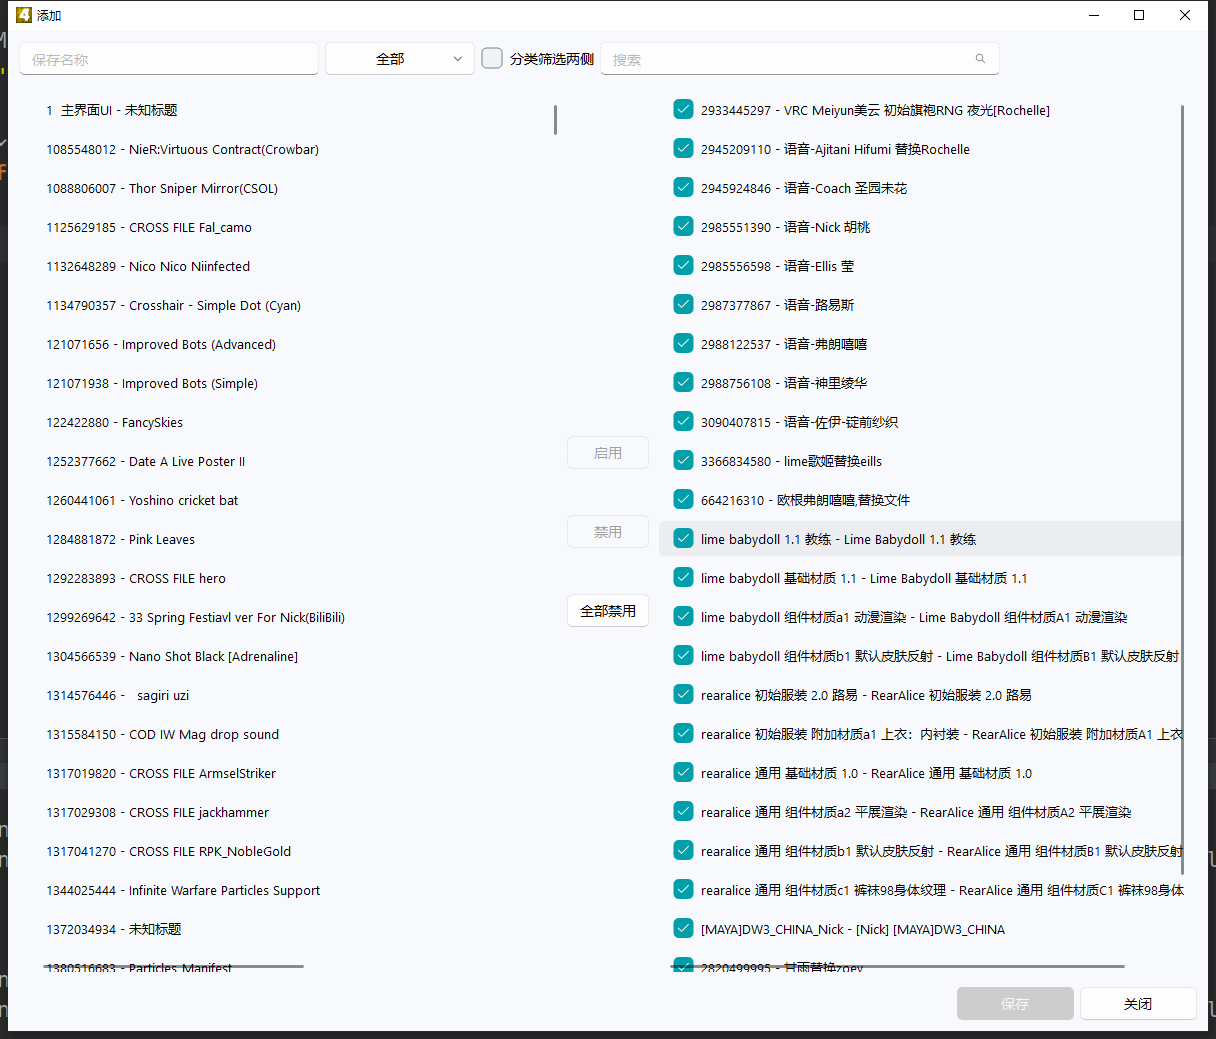 添加
保存名称
全部
分类筛选两侧
搜索
1  主界面UI - 未知标题
1085548012 - NieR:Virtuous Contract(Crowbar)
1088806007 - Thor Sniper Mirror(CSOL)
1125629185 - CROSS FILE Fal_camo
1132648289 - Nico Nico Niinfected
1134790357 - Crosshair - Simple Dot (Cyan)
121071656 - Improved Bots (Advanced)
121071938 - Improved Bots (Simple)
122422880 - FancySkies
1252377662 - Date A Live Poster II
1260441061 - Yoshino cricket bat
1284881872 - Pink Leaves
1292283893 - CROSS FILE hero
1299269642 - 33 Spring Festiavl ver For Nick(BiliBili)
1304566539 - Nano Shot Black [Adrenaline]
1314576446 -   sagiri uzi
1315584150 - COD IW Mag drop sound
1317019820 - CROSS FILE ArmselStriker
1317029308 - CROSS FILE jackhammer
1317041270 - CROSS FILE RPK_NobleGold
1344025444 - Infinite Warfare Particles Support
1372034934 - 未知标题
1380516683 - Particles Manifest
启用
禁用
全部禁用
2933445297 - VRC Meiyun美云 初始旗袍RNG 夜光[Rochelle]
2945209110 - 语音-Ajitani Hifumi 替换Rochelle
2945924846 - 语音-Coach 圣园未花
2985551390 - 语音-Nick 胡桃
2985556598 - 语音-Ellis 莹
2987377867 - 语音-路易斯
2988122537 - 语音-弗朗嘻嘻
2988756108 - 语音-神里绫华
3090407815 - 语音-佐伊-锭前纱织
3366834580 - lime歌姬替换eills
664216310 - 欧根弗朗嘻嘻,替换文件
lime babydoll 1.1 教练 - Lime Babydoll 1.1 教练
lime babydoll 基础材质 1.1 - Lime Babydoll 基础材质 1.1
lime babydoll 组件材质a1 动漫渲染 - Lime Babydoll 组件材质A1 动漫渲染
lime babydoll 组件材质b1 默认皮肤反射 - Lime Babydoll 组件材质B1 默认皮肤反射
rearalice 初始服装 2.0 路易 - RearAlice 初始服装 2.0 路易
rearalice 初始服装 附加材质a1 上衣：内衬装 - RearAlice 初始服装 附加材质A1 上衣
rearalice 通用 基础材质 1.0 - RearAlice 通用 基础材质 1.0
rearalice 通用 组件材质a2 平展渲染 - RearAlice 通用 组件材质A2 平展渲染
rearalice 通用 组件材质b1 默认皮肤反射 - RearAlice 通用 组件材质B1 默认皮肤反射
rearalice 通用 组件材质c1 裤袜98身体纹理 - RearAlice 通用 组件材质C1 裤袜98身体
[MAYA]DW3_CHINA_Nick - [Nick] [MAYA]DW3_CHINA
2820499995 - 甘雨替换zoey
保存
关闭